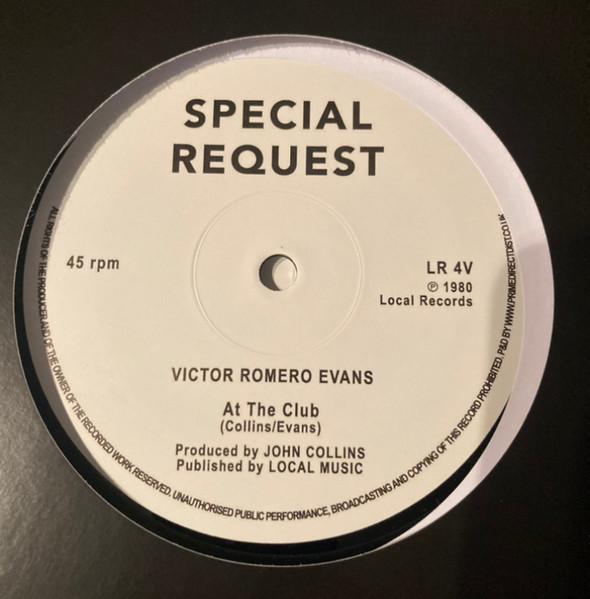 SPECIAL
REQUEST
45 rpm
LR 4V
℗ 1980
Local Records
VICTOR ROMERO EVANS
At The Club
(Collins/Evans)
Produced by JOHN COLLINS
Published by LOCAL MUSIC
ALL RIGHTS OF THE PRODUCER AND OF THE OWNER OF THE RECORDED WORK RESERVED. UNAUTHORISED PUBLIC PERFORMANCE, BROADCASTING AND COPYING OF THIS RECORD PROHIBITED. P&D BY WWW.PRIMEDIRECTDIST.CO.UK